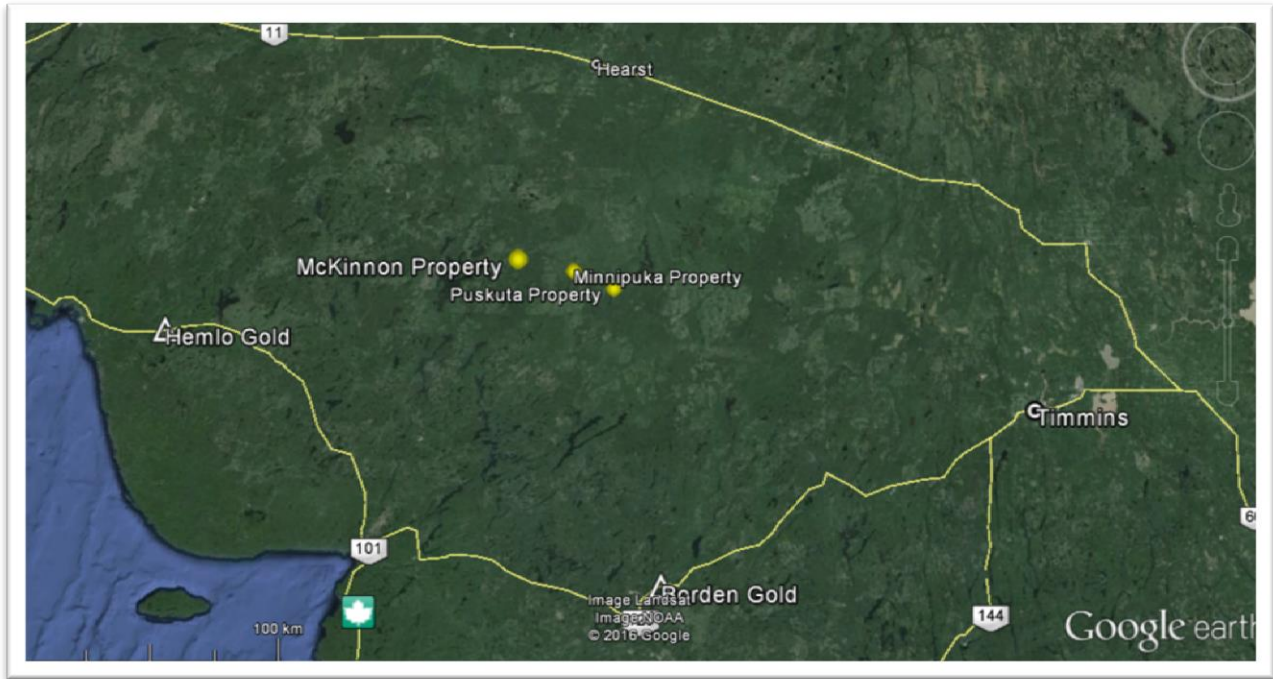 11
Hearst
McKinnon Property
Minnipuka Property
Puskuta Property
Hemlo Gold
Timmins
101
Borden Gold
Image Landsat
Image NOAA
© 2016 Google
100 km
144
Google earth